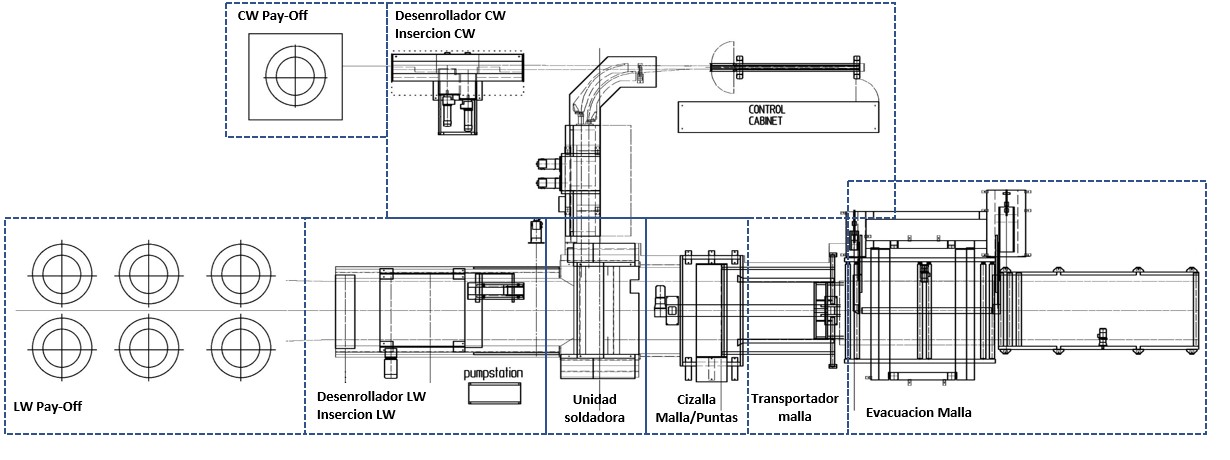 CW Pay-Off
Desenrollador CW
Insercion CW
CONTROL
CABINET
pumpstation
LW Pay-Off
Desenrollador LW
Insercion LW
Unidad
soldadora
Cizalla
Malla/Puntas
Transportador
malla
Evacuacion Malla